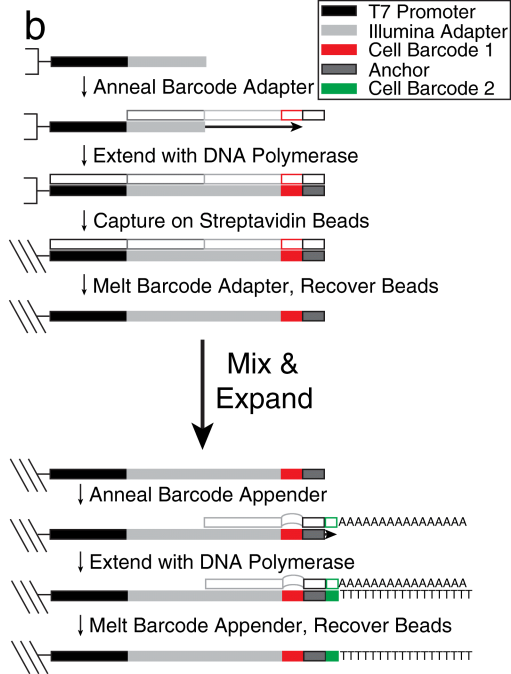 b
T7 Promoter
Illumina Adapter
Cell Barcode 1
Anchor
Cell Barcode 2
Anneal Barcode Adapter
Extend with DNA Polymerase
Capture on Streptavidin Beads
Melt Barcode Adapter, Recover Beads
Mix &
Expand
Anneal Barcode Appender
AAAAAAAAAAAAAAAA
Extend with DNA Polymerase
AAAAAAAAAAAAAAAA
TTTTTTTTTTTTTTTT
Melt Barcode Appender, Recover Beads
TTTTTTTTTTTTTTTT